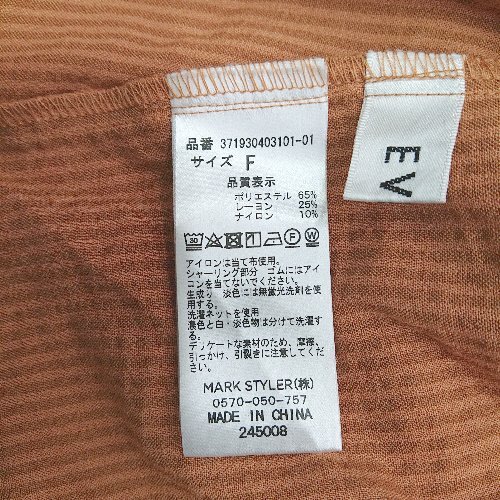 品番 371930403101-01
サイズ F
品質表示
ポリエステル 65%
レーヨン 25%
ナイロン 10%
30 F W
アイロンは当て布使用。
シャーリング部分 ゴムにはアイ
ロンを当てないでください。
生成り、淡色には無蛍光洗剤を使
用する。
洗濯ネットを使用
濃色と白・淡色物は分けて洗濯す
る。
デリケートな素材のため、摩擦、
引っかけ、引裂きに注意してくだ
さい。
MARK STYLER(株)
0570-050-757
MADE IN CHINA
245008
EV